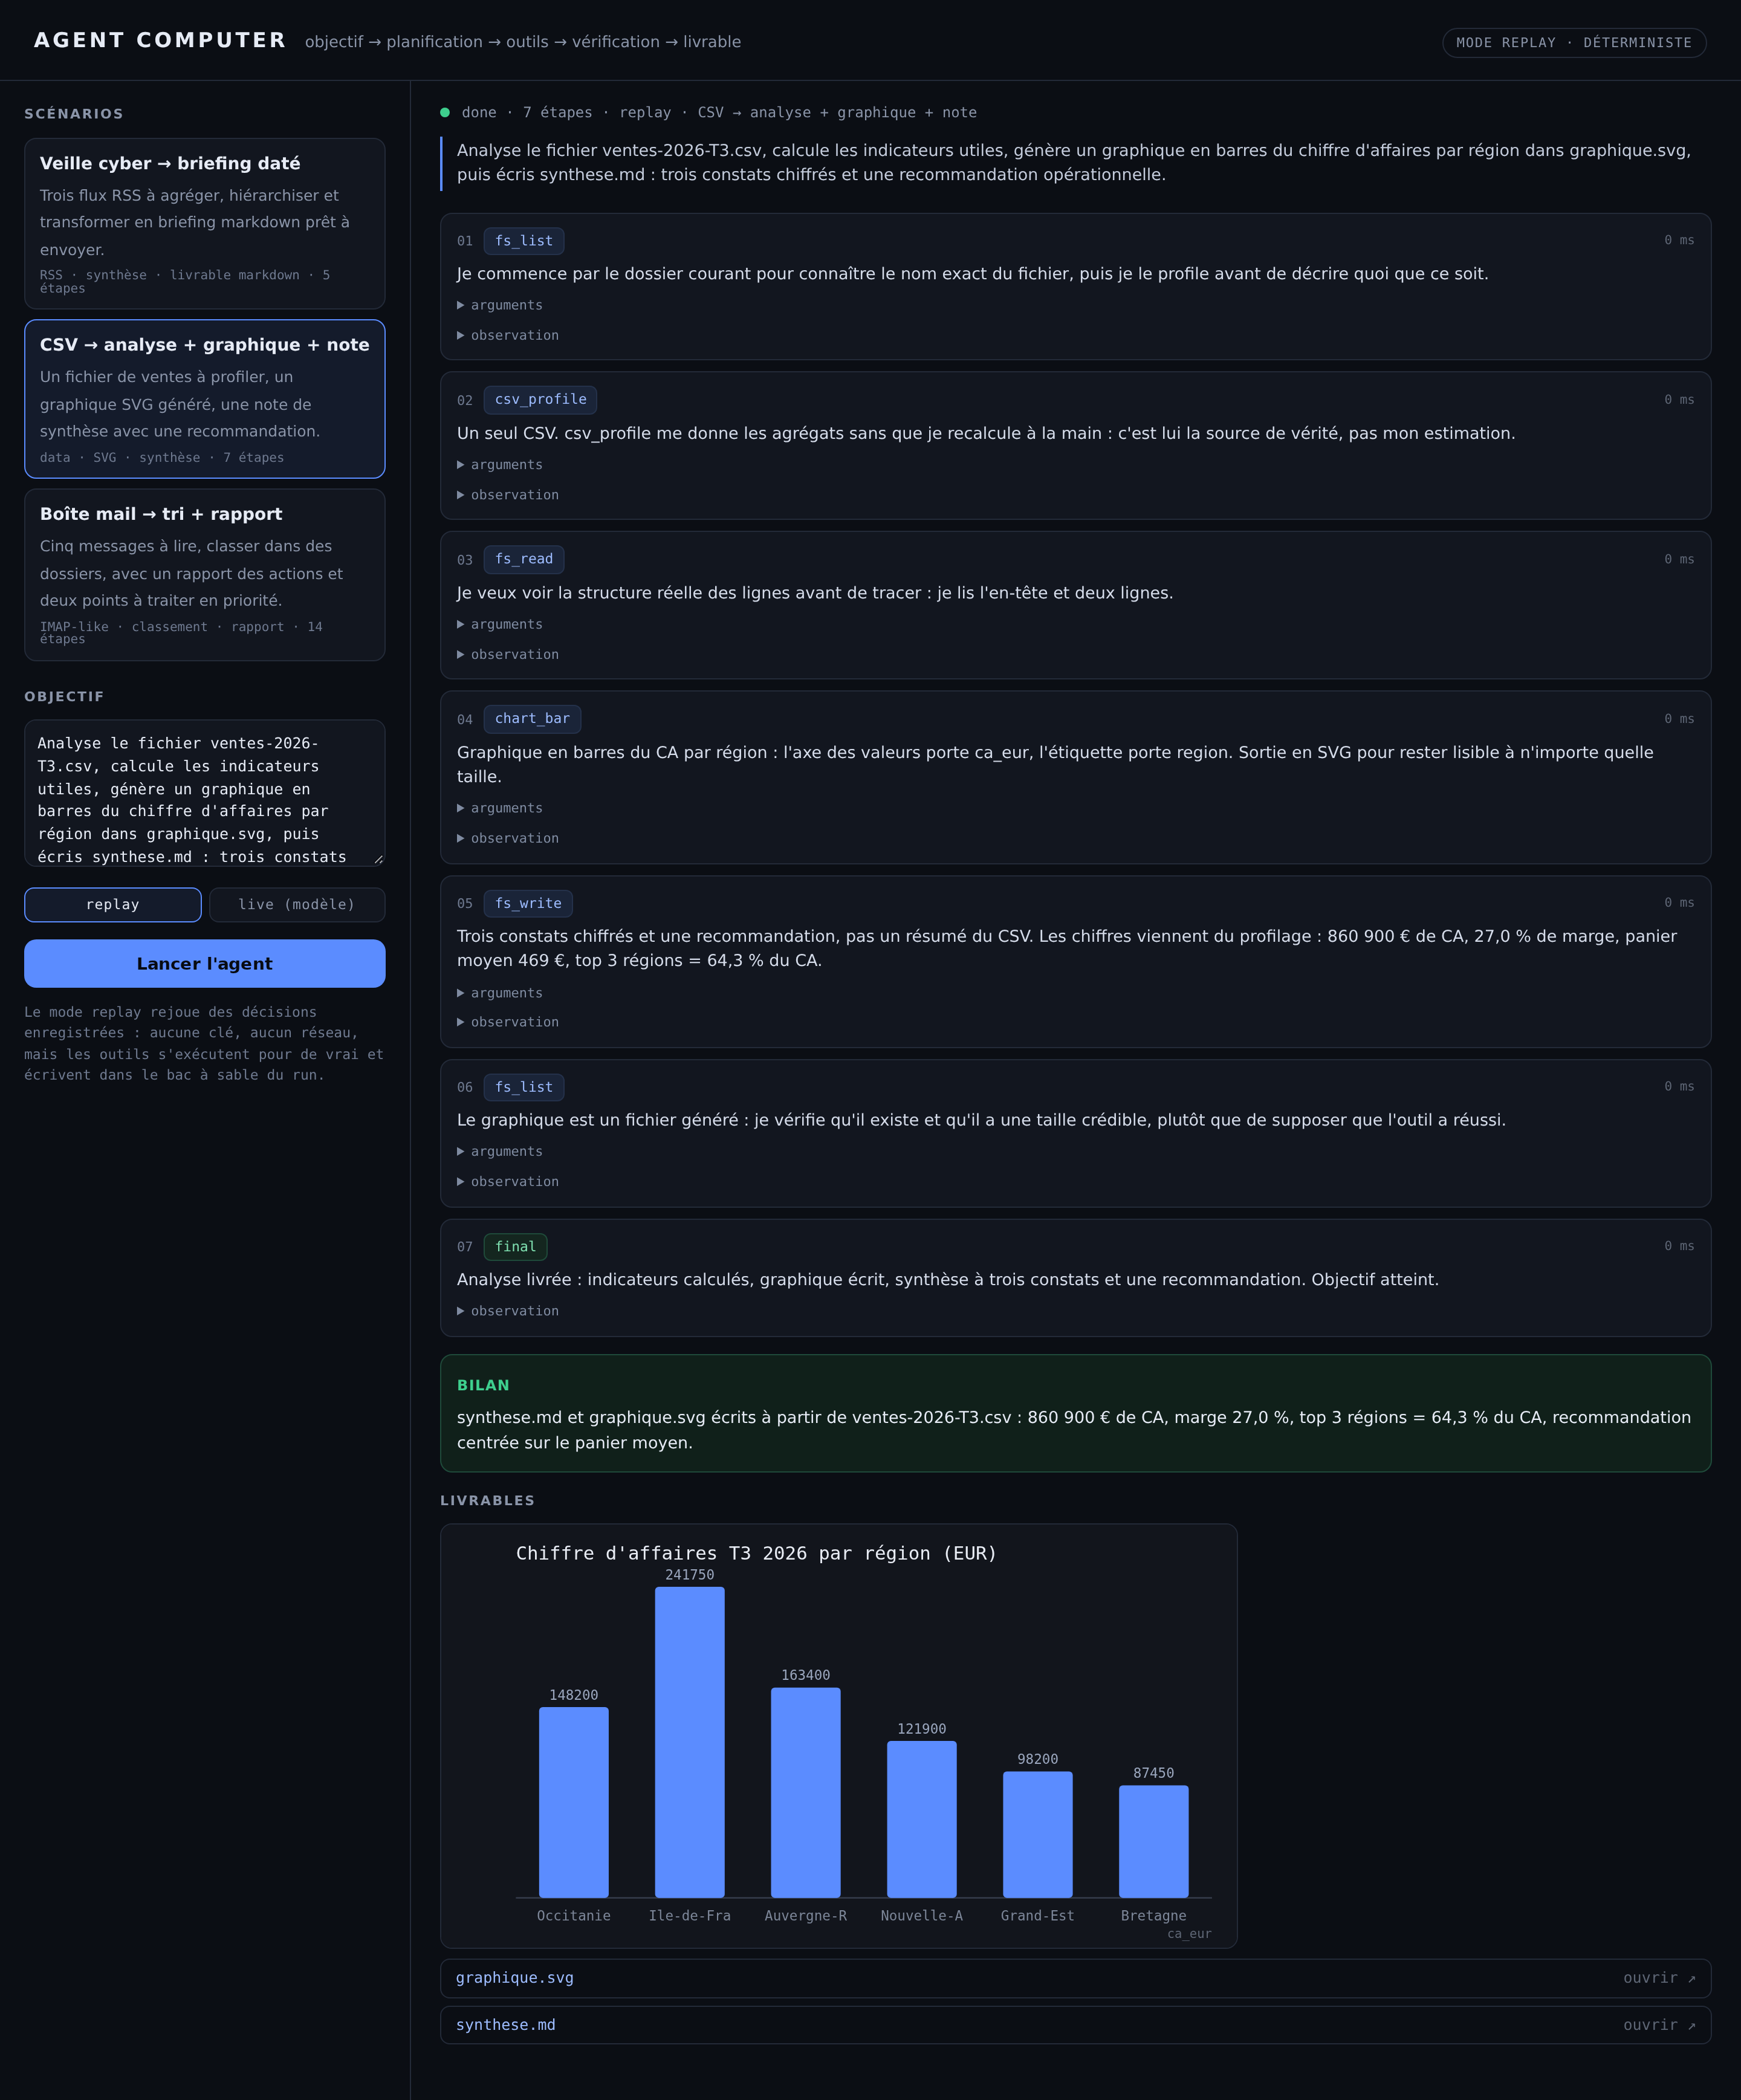 AGENT COMPUTER
objectif → planification → outils → vérification → livrable
MODE REPLAY · DÉTERMINISTE
SCÉNARIOS
Veille cyber → briefing daté
Trois flux RSS à agréger, hiérarchiser et
transformer en briefing markdown prêt à
envoyer.
RSS · synthèse · livrable markdown · 5
étapes
CSV → analyse + graphique + note
Un fichier de ventes à profiler, un
graphique SVG généré, une note de
synthèse avec une recommandation.
data · SVG · synthèse · 7 étapes
Boîte mail → tri + rapport
Cinq messages à lire, classer dans des
dossiers, avec un rapport des actions et
deux points à traiter en priorité.
IMAP-like · classement · rapport · 14
étapes
OBJECTIF
Analyse le fichier ventes-2026-
T3.csv, calcule les indicateurs
utiles, génère un graphique en
barres du chiffre d'affaires par
région dans graphique.svg, puis
écris synthese.md : trois constats
replay
live (modèle)
Lancer l'agent
Le mode replay rejoue des décisions
enregistrées : aucune clé, aucun réseau,
mais les outils s'exécutent pour de vrai et
écrivent dans le bac à sable du run.
done · 7 étapes · replay · CSV → analyse + graphique + note
Analyse le fichier ventes-2026-T3.csv, calcule les indicateurs utiles, génère un graphique en barres du chiffre d'affaires par région dans graphique.svg,
puis écris synthese.md : trois constats chiffrés et une recommandation opérationnelle.
01 fs_list 0 ms
Je commence par le dossier courant pour connaître le nom exact du fichier, puis je le profile avant de décrire quoi que ce soit.
▶ arguments
▶ observation
02 csv_profile 0 ms
Un seul CSV. csv_profile me donne les agrégats sans que je recalcule à la main : c'est lui la source de vérité, pas mon estimation.
▶ arguments
▶ observation
03 fs_read 0 ms
Je veux voir la structure réelle des lignes avant de tracer : je lis l'en-tête et deux lignes.
▶ arguments
▶ observation
04 chart_bar 0 ms
Graphique en barres du CA par région : l'axe des valeurs porte ca_eur, l'étiquette porte region. Sortie en SVG pour rester lisible à n'importe quelle
taille.
▶ arguments
▶ observation
05 fs_write 0 ms
Trois constats chiffrés et une recommandation, pas un résumé du CSV. Les chiffres viennent du profilage : 860 900 € de CA, 27,0 % de marge, panier
moyen 469 €, top 3 régions = 64,3 % du CA.
▶ arguments
▶ observation
06 fs_list 0 ms
Le graphique est un fichier généré : je vérifie qu'il existe et qu'il a une taille crédible, plutôt que de supposer que l'outil a réussi.
▶ arguments
▶ observation
07 final 0 ms
Analyse livrée : indicateurs calculés, graphique écrit, synthèse à trois constats et une recommandation. Objectif atteint.
▶ observation
BILAN
synthese.md et graphique.svg écrits à partir de ventes-2026-T3.csv : 860 900 € de CA, marge 27,0 %, top 3 régions = 64,3 % du CA, recommandation
centrée sur le panier moyen.
LIVRABLES
Chiffre d'affaires T3 2026 par région (EUR)
241750
163400
148200
121900
98200
87450
Occitanie Ile-de-Fra Auvergne-R Nouvelle-A Grand-Est Bretagne
ca_eur
graphique.svg ouvrir ↗
synthese.md ouvrir ↗